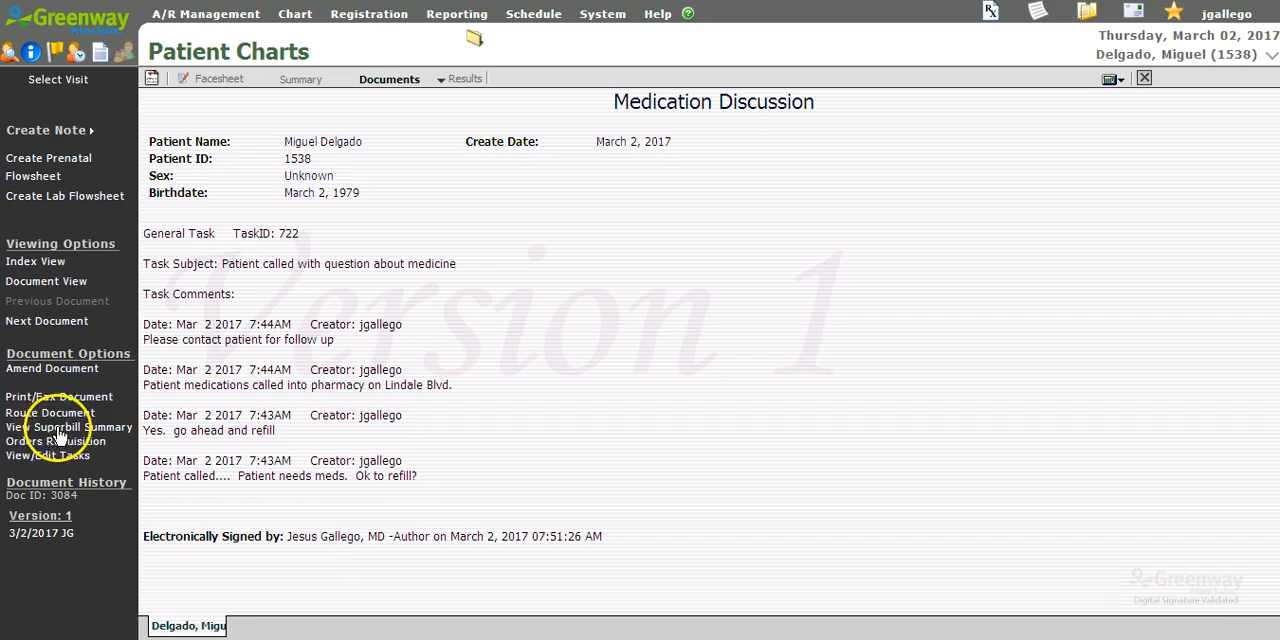 Greenway
PrimeSuite
A/R Management Chart Registration Reporting Schedule System Help
jgallego
Patient Charts
Thursday, March 02, 2017
Delgado, Miguel (1538)
Select Visit
Facesheet Summary Documents Results
Medication Discussion
Create Note
Create Prenatal
Flowsheet
Create Lab Flowsheet
Viewing Options
Index View
Document View
Previous Document
Next Document
Document Options
Amend Document
Print/Fax Document
Route Document
View Superbill Summary
Orders Requisition
View/Edit Tasks
Document History
Doc ID: 3084
Version: 1
3/2/2017 JG
Patient Name: Miguel Delgado Create Date: March 2, 2017
Patient ID: 1538
Sex: Unknown
Birthdate: March 2, 1979
General Task TaskID: 722
Task Subject: Patient called with question about medicine
Task Comments:
Date: Mar 2 2017 7:44AM Creator: jgallego
Please contact patient for follow up
Date: Mar 2 2017 7:44AM Creator: jgallego
Patient medications called into pharmacy on Lindale Blvd.
Date: Mar 2 2017 7:43AM Creator: jgallego
Yes. go ahead and refill
Date: Mar 2 2017 7:43AM Creator: jgallego
Patient called.... Patient needs meds. Ok to refill?
Electronically Signed by: Jesus Gallego, MD -Author on March 2, 2017 07:51:26 AM
Version 1
Greenway
PrimeSuite
Digital Signature Validated
Delgado, Migu